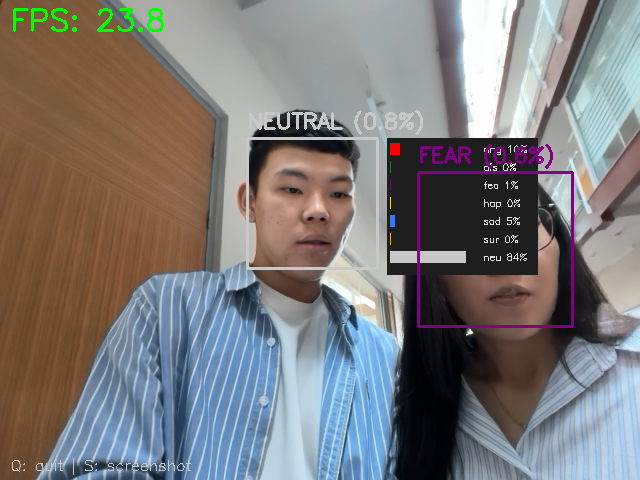 FPS: 23.8
NEUTRAL (0.8%)
FEAR (0.6%)
ang 10%
dis 0%
fea 1%
hap 0%
sad 5%
sur 0%
neu 84%
Q: quit | S: screenshot